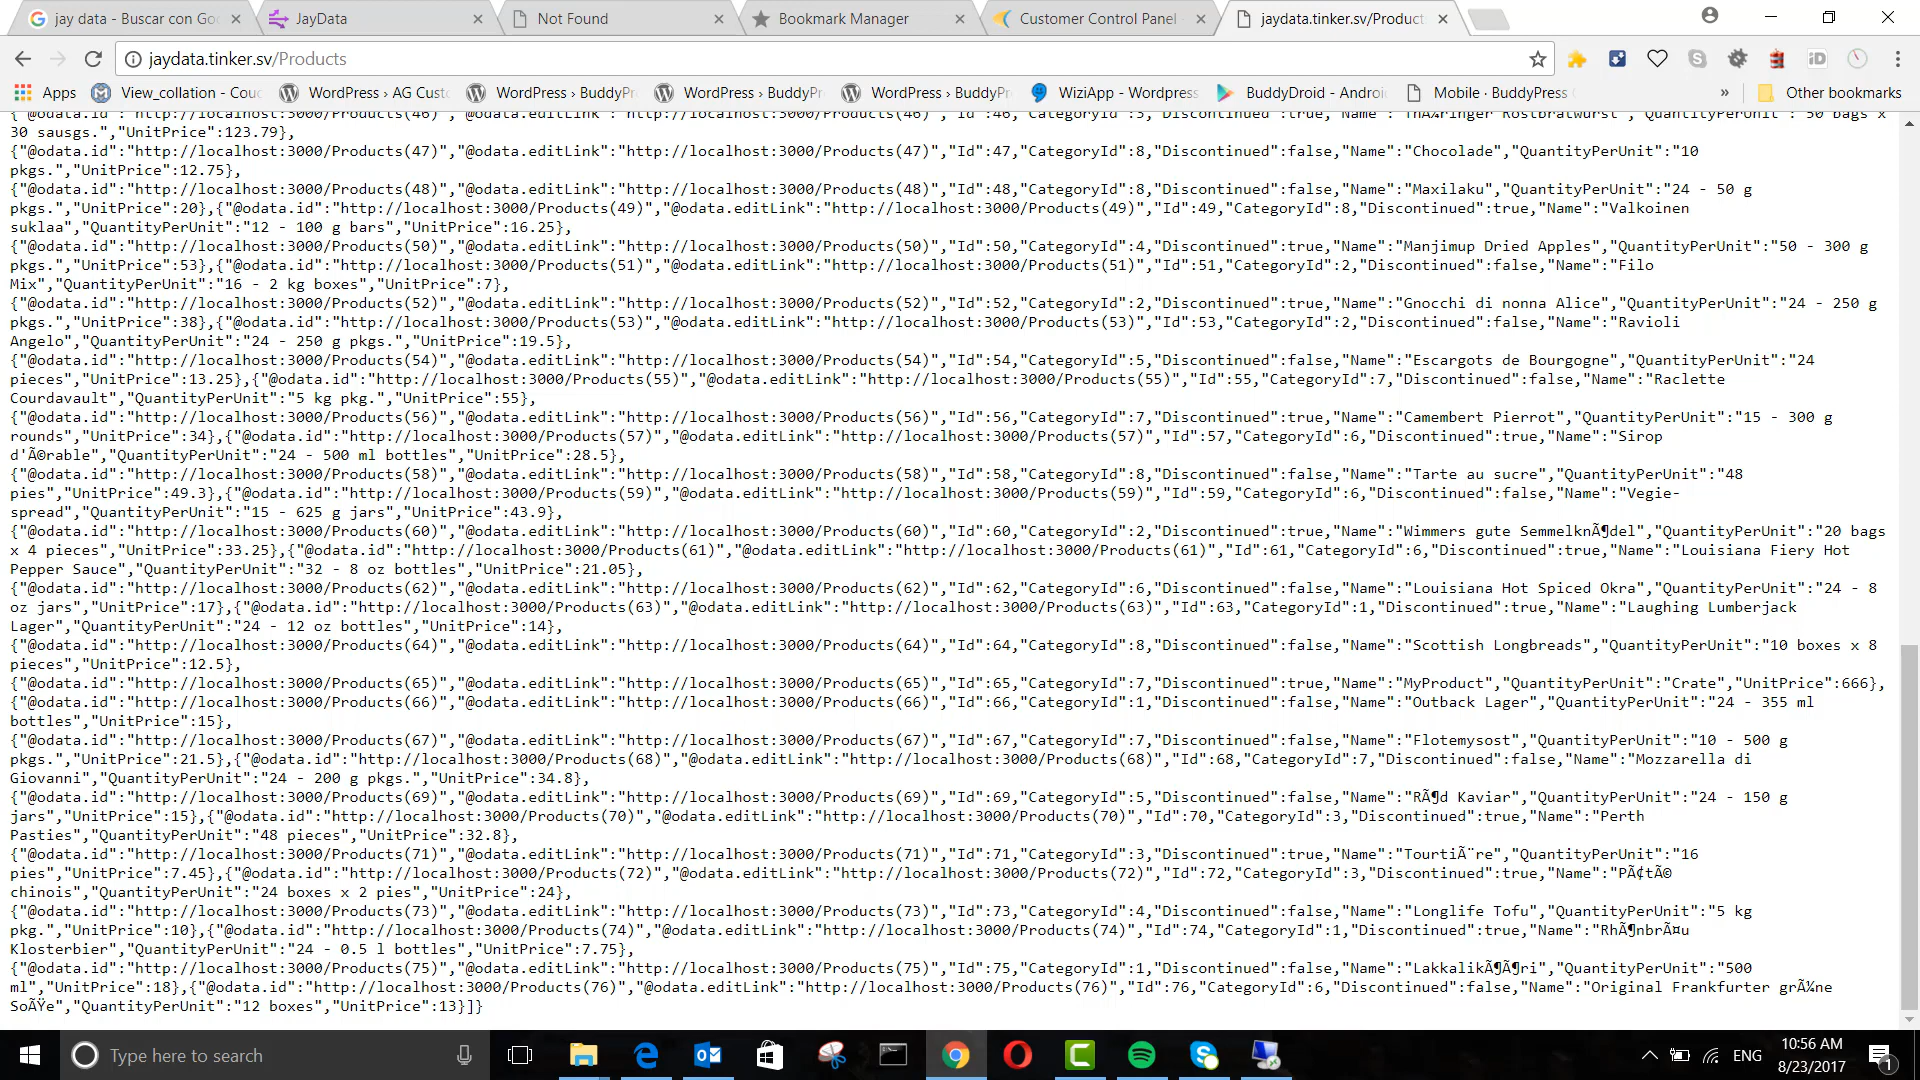 jay data - Buscar con Goo
JayData
Not Found
Bookmark Manager
Customer Control Panel
jaydata.tinker.sv/Product
jaydata.tinker.sv/Products
Apps
View_collation - Cou
WordPress › AG Custo
WordPress › BuddyPr
WordPress › BuddyPr
WordPress › BuddyPr
WiziApp - Wordpress
BuddyDroid - Androi
Mobile · BuddyPress
»
Other bookmarks
{"@odata.id":"http://localhost:3000/Products(46)","@odata.editLink":"http://localhost:3000/Products(46)","Id":46,"CategoryId":3,"Discontinued":true,"Name":"ThÃ¼ringer Rostbratwurst","QuantityPerUnit":"50 bags x
30 sausgs.","UnitPrice":123.79},
{"@odata.id":"http://localhost:3000/Products(47)","@odata.editLink":"http://localhost:3000/Products(47)","Id":47,"CategoryId":8,"Discontinued":false,"Name":"Chocolade","QuantityPerUnit":"10
pkgs.","UnitPrice":12.75},
{"@odata.id":"http://localhost:3000/Products(48)","@odata.editLink":"http://localhost:3000/Products(48)","Id":48,"CategoryId":8,"Discontinued":false,"Name":"Maxilaku","QuantityPerUnit":"24 - 50 g
pkgs.","UnitPrice":20},{"@odata.id":"http://localhost:3000/Products(49)","@odata.editLink":"http://localhost:3000/Products(49)","Id":49,"CategoryId":8,"Discontinued":true,"Name":"Valkoinen
suklaa","QuantityPerUnit":"12 - 100 g bars","UnitPrice":16.25},
{"@odata.id":"http://localhost:3000/Products(50)","@odata.editLink":"http://localhost:3000/Products(50)","Id":50,"CategoryId":4,"Discontinued":true,"Name":"Manjimup Dried Apples","QuantityPerUnit":"50 - 300 g
pkgs.","UnitPrice":53},{"@odata.id":"http://localhost:3000/Products(51)","@odata.editLink":"http://localhost:3000/Products(51)","Id":51,"CategoryId":2,"Discontinued":false,"Name":"Filo
Mix","QuantityPerUnit":"16 - 2 kg boxes","UnitPrice":7},
{"@odata.id":"http://localhost:3000/Products(52)","@odata.editLink":"http://localhost:3000/Products(52)","Id":52,"CategoryId":2,"Discontinued":true,"Name":"Gnocchi di nonna Alice","QuantityPerUnit":"24 - 250 g
pkgs.","UnitPrice":38},{"@odata.id":"http://localhost:3000/Products(53)","@odata.editLink":"http://localhost:3000/Products(53)","Id":53,"CategoryId":2,"Discontinued":false,"Name":"Ravioli
Angelo","QuantityPerUnit":"24 - 250 g pkgs.","UnitPrice":19.5},
{"@odata.id":"http://localhost:3000/Products(54)","@odata.editLink":"http://localhost:3000/Products(54)","Id":54,"CategoryId":5,"Discontinued":false,"Name":"Escargots de Bourgogne","QuantityPerUnit":"24
pieces","UnitPrice":13.25},{"@odata.id":"http://localhost:3000/Products(55)","@odata.editLink":"http://localhost:3000/Products(55)","Id":55,"CategoryId":7,"Discontinued":false,"Name":"Raclette
Courdavault","QuantityPerUnit":"5 kg pkg.","UnitPrice":55},
{"@odata.id":"http://localhost:3000/Products(56)","@odata.editLink":"http://localhost:3000/Products(56)","Id":56,"CategoryId":7,"Discontinued":true,"Name":"Camembert Pierrot","QuantityPerUnit":"15 - 300 g
rounds","UnitPrice":34},{"@odata.id":"http://localhost:3000/Products(57)","@odata.editLink":"http://localhost:3000/Products(57)","Id":57,"CategoryId":6,"Discontinued":true,"Name":"Sirop
d'Ã©rable","QuantityPerUnit":"24 - 500 ml bottles","UnitPrice":28.5},
{"@odata.id":"http://localhost:3000/Products(58)","@odata.editLink":"http://localhost:3000/Products(58)","Id":58,"CategoryId":8,"Discontinued":false,"Name":"Tarte au sucre","QuantityPerUnit":"48
pies","UnitPrice":49.3},{"@odata.id":"http://localhost:3000/Products(59)","@odata.editLink":"http://localhost:3000/Products(59)","Id":59,"CategoryId":6,"Discontinued":false,"Name":"Vegie-
spread","QuantityPerUnit":"15 - 625 g jars","UnitPrice":43.9},
{"@odata.id":"http://localhost:3000/Products(60)","@odata.editLink":"http://localhost:3000/Products(60)","Id":60,"CategoryId":2,"Discontinued":true,"Name":"Wimmers gute SemmelknÃ¶del","QuantityPerUnit":"20 bags
x 4 pieces","UnitPrice":33.25},{"@odata.id":"http://localhost:3000/Products(61)","@odata.editLink":"http://localhost:3000/Products(61)","Id":61,"CategoryId":6,"Discontinued":true,"Name":"Louisiana Fiery Hot
Pepper Sauce","QuantityPerUnit":"32 - 8 oz bottles","UnitPrice":21.05},
{"@odata.id":"http://localhost:3000/Products(62)","@odata.editLink":"http://localhost:3000/Products(62)","Id":62,"CategoryId":6,"Discontinued":false,"Name":"Louisiana Hot Spiced Okra","QuantityPerUnit":"24 - 8
oz jars","UnitPrice":17},{"@odata.id":"http://localhost:3000/Products(63)","@odata.editLink":"http://localhost:3000/Products(63)","Id":63,"CategoryId":1,"Discontinued":true,"Name":"Laughing Lumberjack
Lager","QuantityPerUnit":"24 - 12 oz bottles","UnitPrice":14},
{"@odata.id":"http://localhost:3000/Products(64)","@odata.editLink":"http://localhost:3000/Products(64)","Id":64,"CategoryId":8,"Discontinued":false,"Name":"Scottish Longbreads","QuantityPerUnit":"10 boxes x 8
pieces","UnitPrice":12.5},
{"@odata.id":"http://localhost:3000/Products(65)","@odata.editLink":"http://localhost:3000/Products(65)","Id":65,"CategoryId":7,"Discontinued":true,"Name":"MyProduct","QuantityPerUnit":"Crate","UnitPrice":666},
{"@odata.id":"http://localhost:3000/Products(66)","@odata.editLink":"http://localhost:3000/Products(66)","Id":66,"CategoryId":1,"Discontinued":false,"Name":"Outback Lager","QuantityPerUnit":"24 - 355 ml
bottles","UnitPrice":15},
{"@odata.id":"http://localhost:3000/Products(67)","@odata.editLink":"http://localhost:3000/Products(67)","Id":67,"CategoryId":7,"Discontinued":false,"Name":"Flotemysost","QuantityPerUnit":"10 - 500 g
pkgs.","UnitPrice":21.5},{"@odata.id":"http://localhost:3000/Products(68)","@odata.editLink":"http://localhost:3000/Products(68)","Id":68,"CategoryId":7,"Discontinued":false,"Name":"Mozzarella di
Giovanni","QuantityPerUnit":"24 - 200 g pkgs.","UnitPrice":34.8},
{"@odata.id":"http://localhost:3000/Products(69)","@odata.editLink":"http://localhost:3000/Products(69)","Id":69,"CategoryId":5,"Discontinued":false,"Name":"RÃ¶d Kaviar","QuantityPerUnit":"24 - 150 g
jars","UnitPrice":15},{"@odata.id":"http://localhost:3000/Products(70)","@odata.editLink":"http://localhost:3000/Products(70)","Id":70,"CategoryId":3,"Discontinued":true,"Name":"Perth
Pasties","QuantityPerUnit":"48 pieces","UnitPrice":32.8},
{"@odata.id":"http://localhost:3000/Products(71)","@odata.editLink":"http://localhost:3000/Products(71)","Id":71,"CategoryId":3,"Discontinued":true,"Name":"TourtiÃ¨re","QuantityPerUnit":"16
pies","UnitPrice":7.45},{"@odata.id":"http://localhost:3000/Products(72)","@odata.editLink":"http://localhost:3000/Products(72)","Id":72,"CategoryId":3,"Discontinued":true,"Name":"PÃ¢tÃ©
chinois","QuantityPerUnit":"24 boxes x 2 pies","UnitPrice":24},
{"@odata.id":"http://localhost:3000/Products(73)","@odata.editLink":"http://localhost:3000/Products(73)","Id":73,"CategoryId":4,"Discontinued":false,"Name":"Longlife Tofu","QuantityPerUnit":"5 kg
pkg.","UnitPrice":10},{"@odata.id":"http://localhost:3000/Products(74)","@odata.editLink":"http://localhost:3000/Products(74)","Id":74,"CategoryId":1,"Discontinued":true,"Name":"RhÃ¶nbrÃ¤u
Klosterbier","QuantityPerUnit":"24 - 0.5 l bottles","UnitPrice":7.75},
{"@odata.id":"http://localhost:3000/Products(75)","@odata.editLink":"http://localhost:3000/Products(75)","Id":75,"CategoryId":1,"Discontinued":false,"Name":"LakkalikÃ¶Ã¶ri","QuantityPerUnit":"500
ml","UnitPrice":18},{"@odata.id":"http://localhost:3000/Products(76)","@odata.editLink":"http://localhost:3000/Products(76)","Id":76,"CategoryId":6,"Discontinued":false,"Name":"Original Frankfurter grÃ¼ne
SoÃŸe","QuantityPerUnit":"12 boxes","UnitPrice":13}]}
Type here to search
ENG
10:56 AM
8/23/2017
1